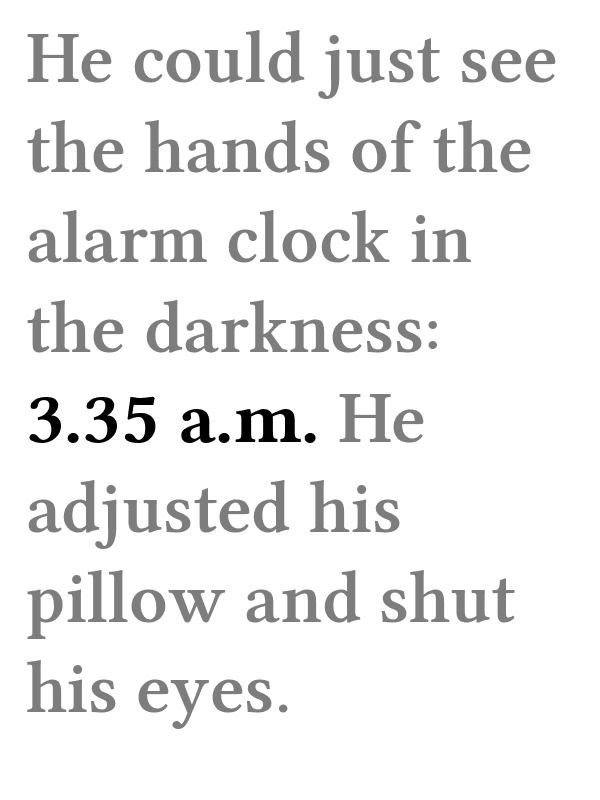 He could just see
the hands of the
alarm clock in
the darkness:
3.35 a.m. He
adjusted his
pillow and shut
his eyes.